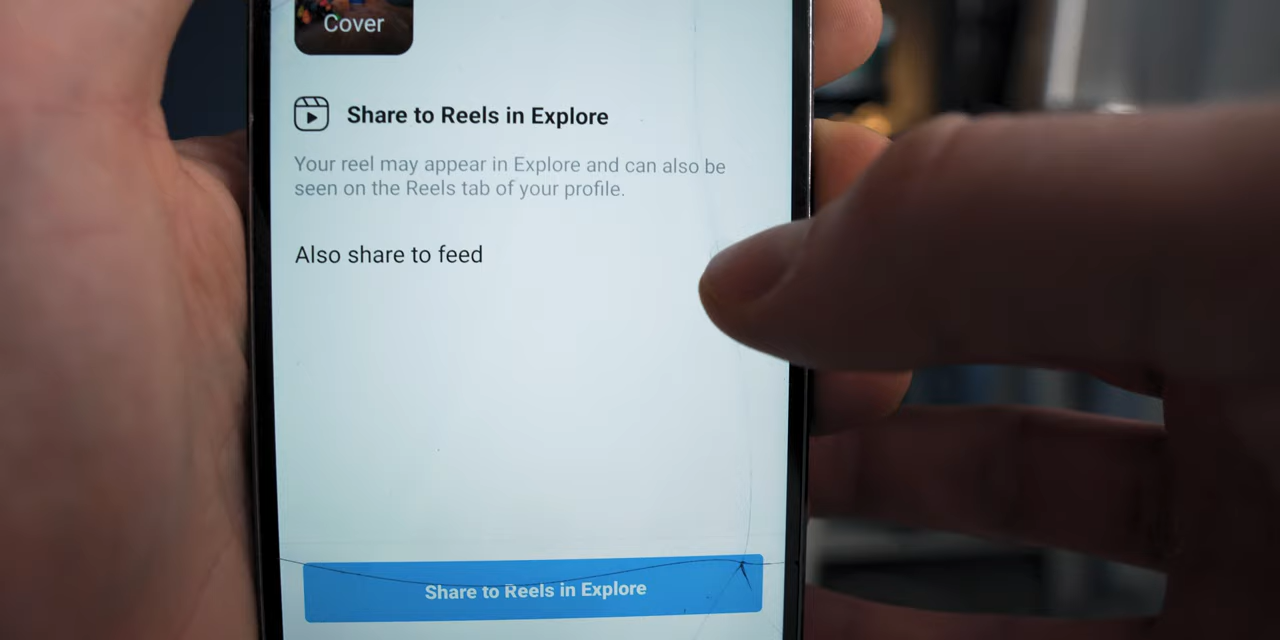 Cover
Share to Reels in Explore
Your reel may appear in Explore and can also be
seen on the Reels tab of your profile.
Also share to feed
Share to Reels in Explore